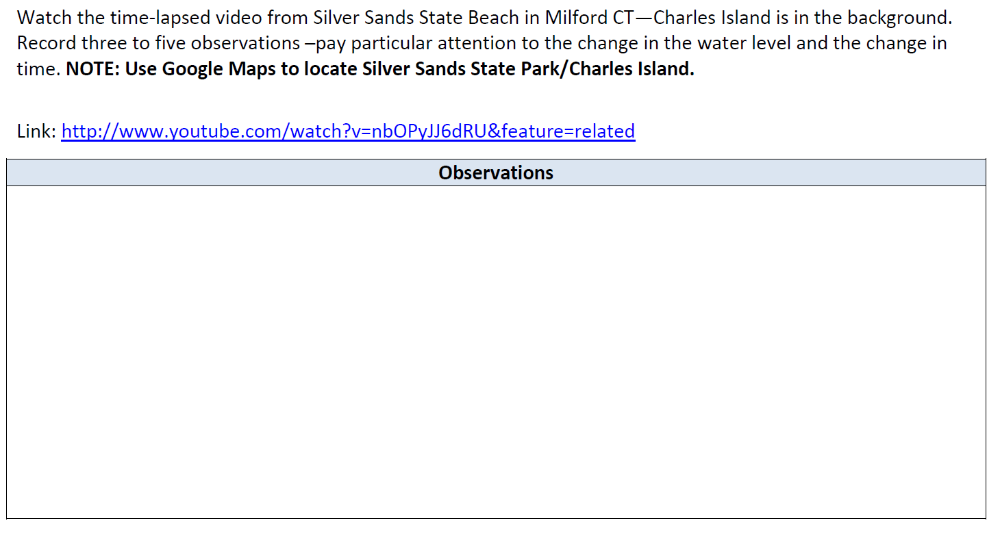 Watch the time-lapsed video from Silver Sands State Beach in Milford CT—Charles Island is in the background.
Record three to five observations –pay particular attention to the change in the water level and the change in
time. NOTE: Use Google Maps to locate Silver Sands State Park/Charles Island.
Link: http://www.youtube.com/watch?v=nbOPyJJ6dRU&feature=related
Observations